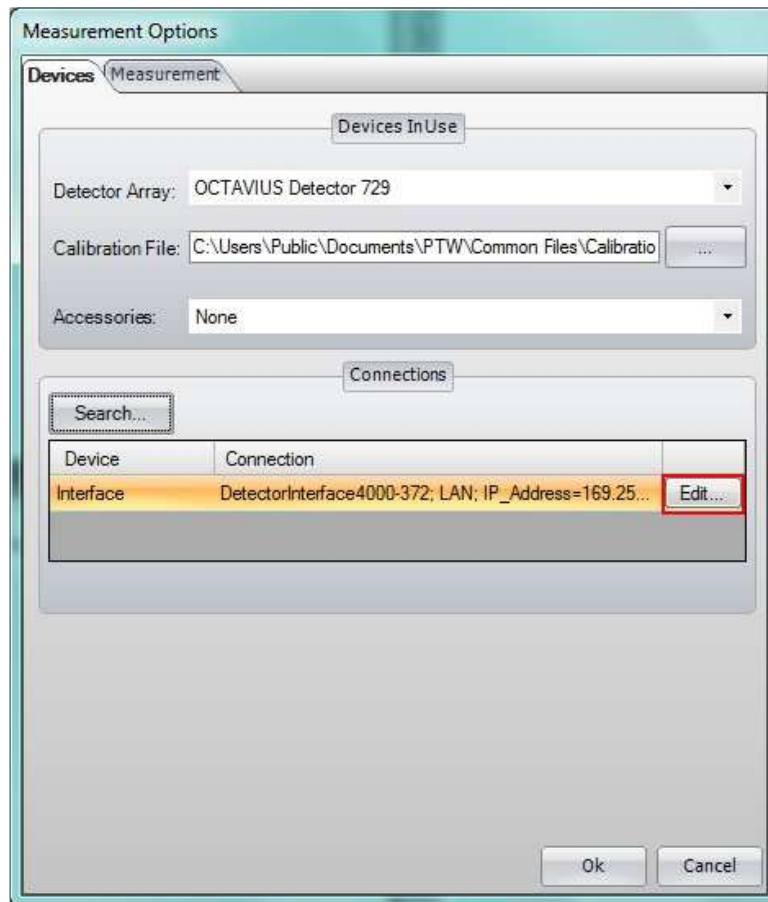 Measurement Options
Devices Measurement
Devices InUse
Detector Array: OCTAVIUS Detector 729
Calibration File: C:\Users\Public\Documents\PTW\Common Files\Calibratio ...
Accessories: None
Connections
Search...
Device Connection
Interface DetectorInterface4000-372; LAN; IP_Address=169.25... Edit...
Ok Cancel